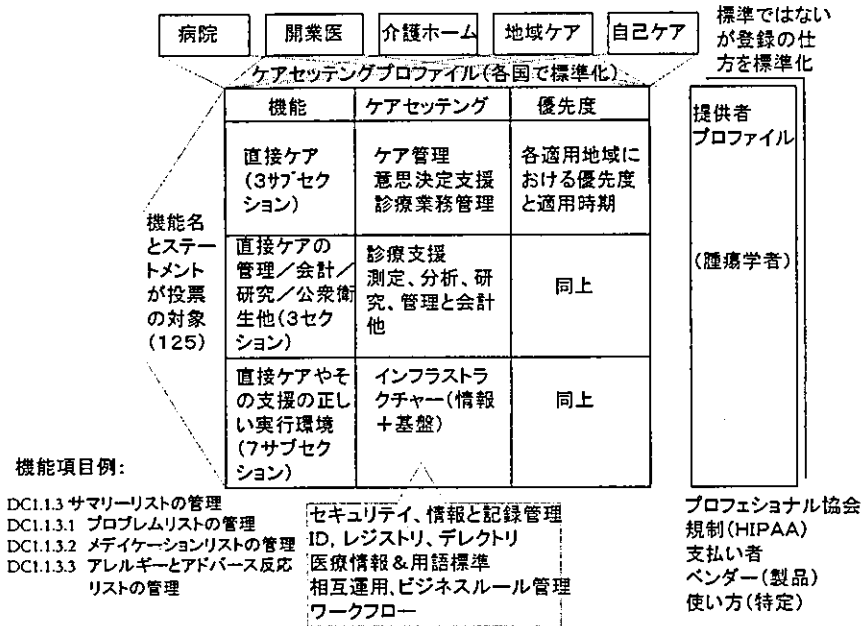 病院
開業医
介護ホーム
地域ケア
自己ケア
標準ではない
が登録の仕
方を標準化
ケアセッテングプロファイル(各国で標準化)
機能
ケアセッテング
優先度
直接ケア
(3サブセク
ション)
ケア管理
意思決定支援
診療業務管理
各適用地域に
おける優先度
と適用時期
機能名
とステー
トメント
が投票
の対象
(125)
直接ケアの
管理/会計/
研究/公衆衛
生他(3セク
ション)
診療支援
測定、分析、研
究、管理と会計
他
同上
直接ケアやそ
の支援の正し
い実行環境
(7サブセク
ション)
インフラストラ
クチャー(情報
+基盤)
同上
提供者
プロファイル
(腫瘍学者)
機能項目例:
DC1.1.3 サマリーリストの管理
DC1.1.3.1 プロブレムリストの管理
DC1.1.3.2 メデイケーションリストの管理
DC1.1.3.3 アレルギーとアドバース反応
リストの管理
セキュリテイ、情報と記録管理
ID, レジストリ、デレクトリ
医療情報&用語標準
相互運用、ビジネスルール管理
ワークフロー
プロフェショナル協会
規制(HIPAA)
支払い者
ベンダー(製品)
使い方(特定)